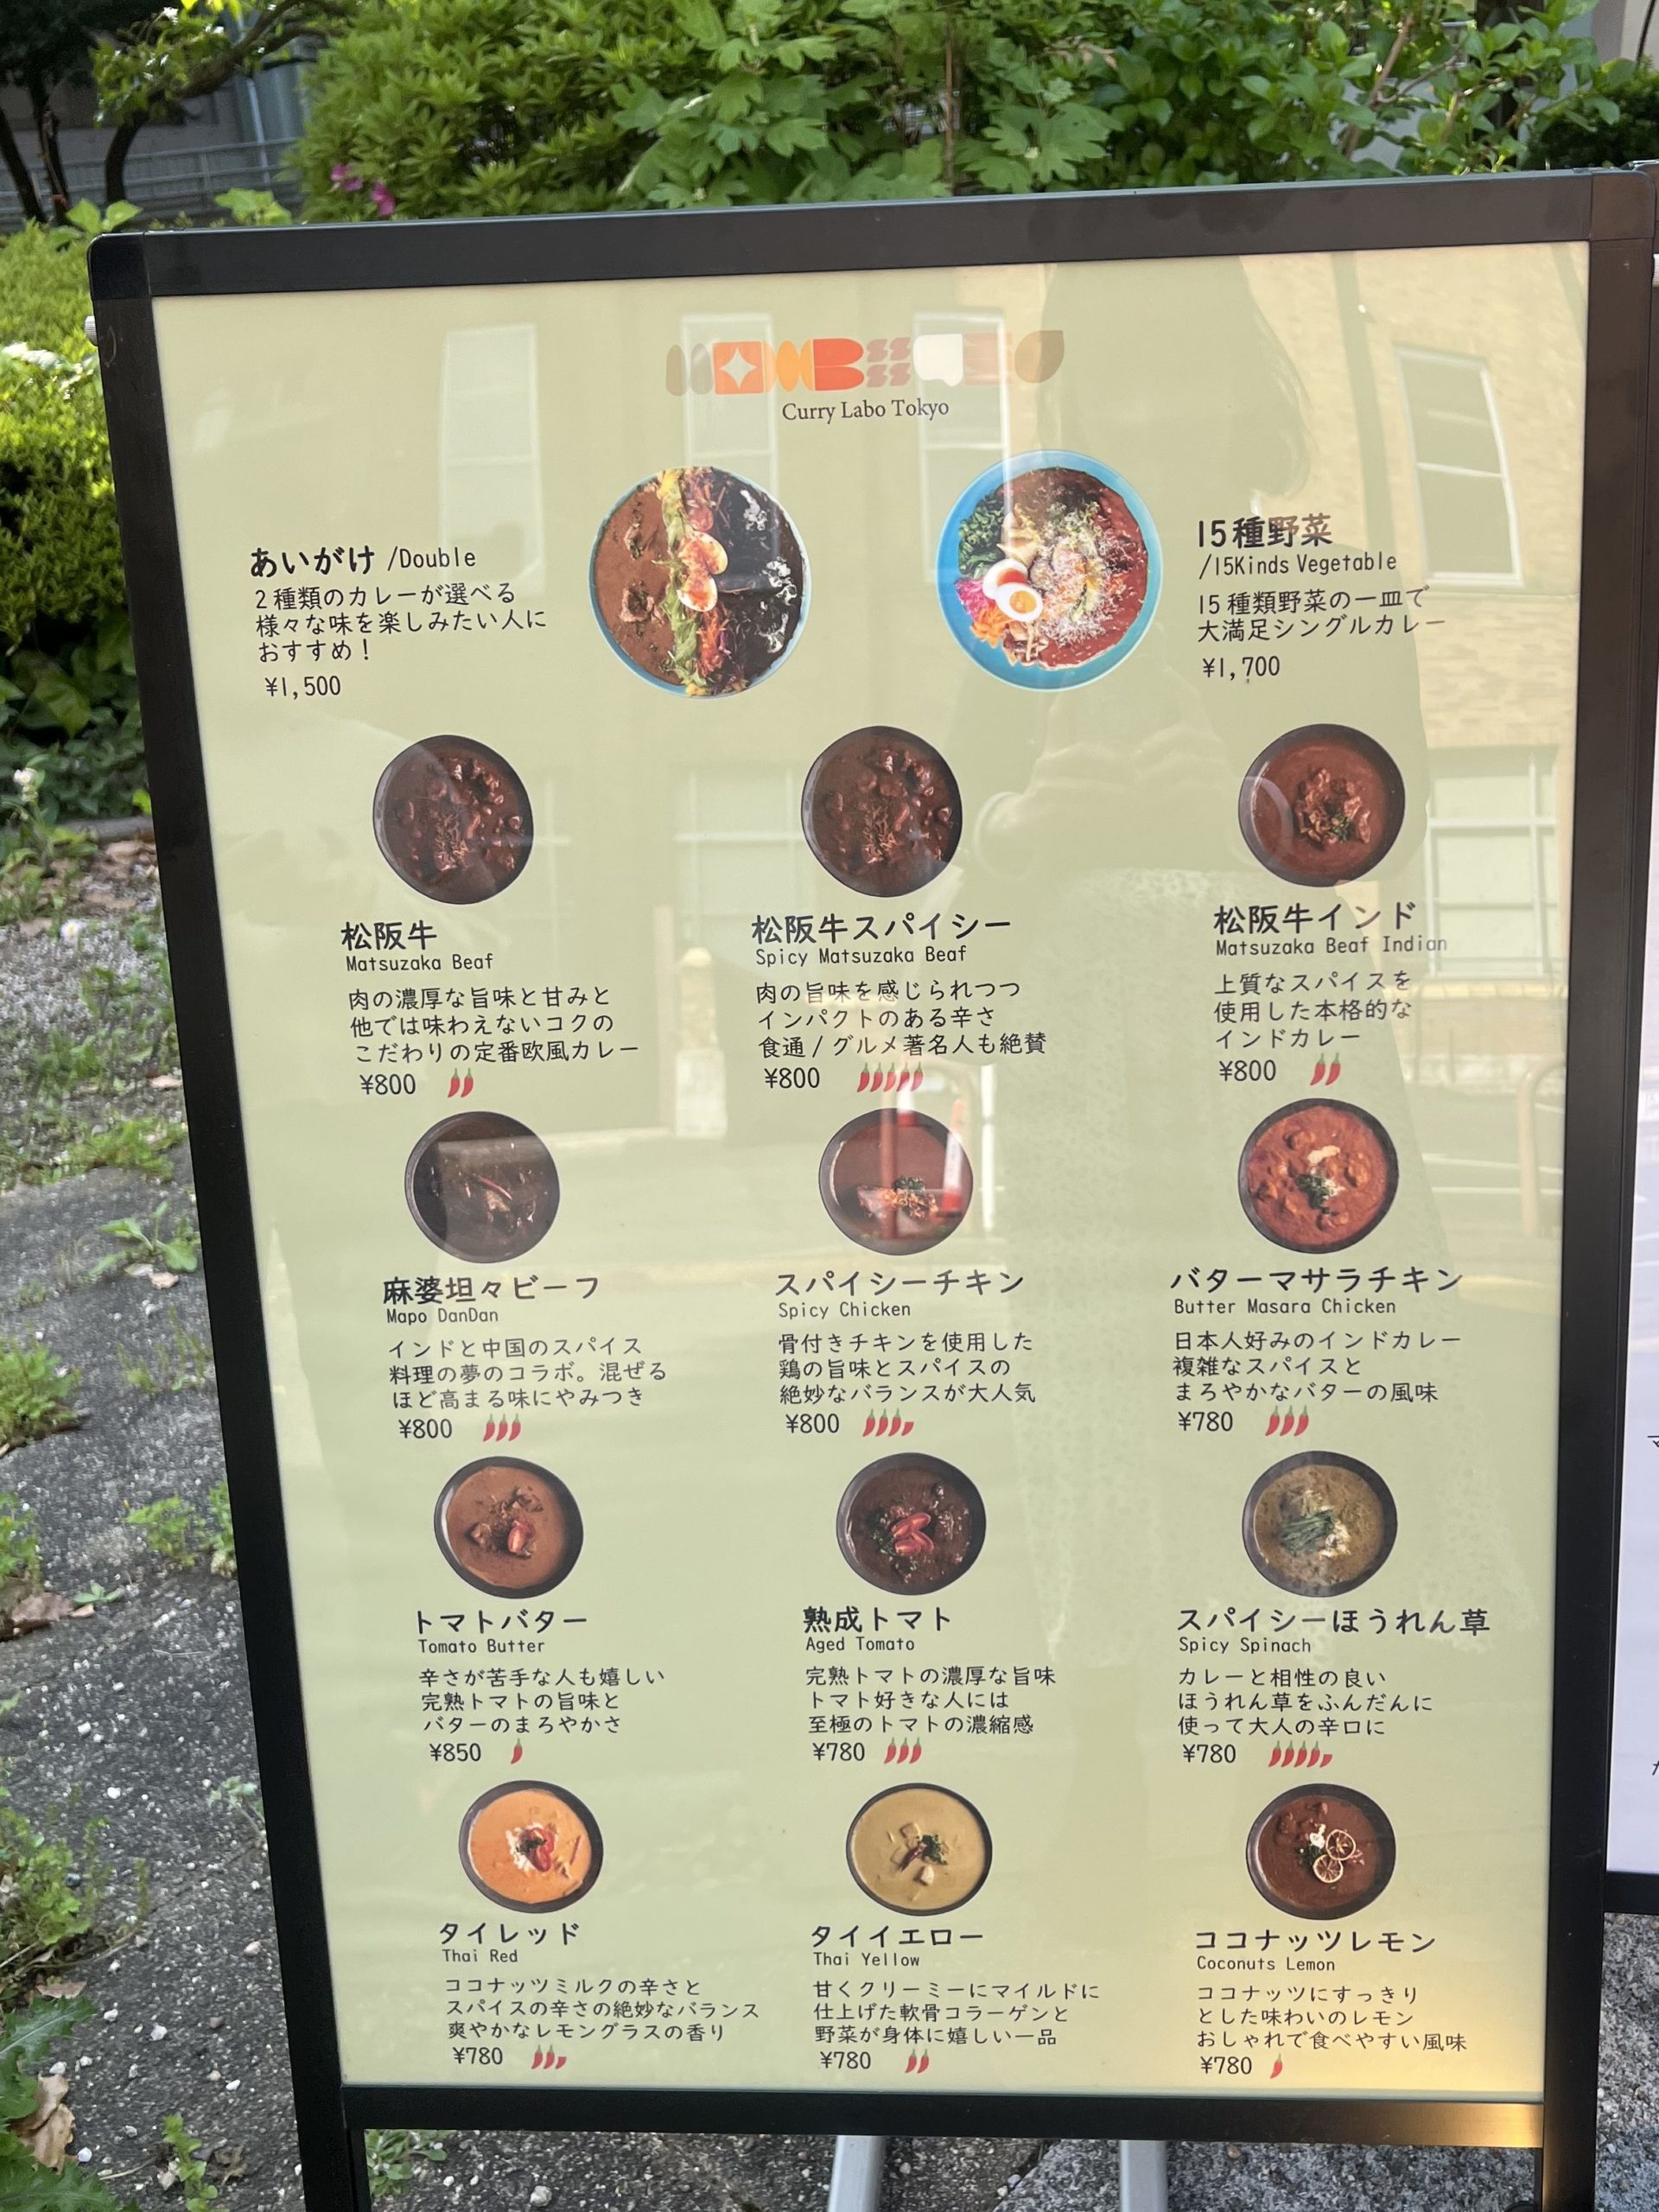 Curry Labo Tokyo
あいがけ /Double
2種類のカレーが選べる
様々な味を楽しみたい人に
おすすめ!
¥1,500
15種野菜
/15Kinds Vegetable
15種類野菜の一皿で
大満足シングルカレー
¥1,700
松阪牛
Matsuzaka Beaf
肉の濃厚な旨味と甘みと
他では味わえないコクの
こだわりの定番欧風カレー
¥800
松阪牛スパイシー
Spicy Matsuzaka Beaf
肉の旨味を感じられつつ
インパクトのある辛さ
食通/グルメ著名人も絶賛
¥800
松阪牛インド
Matsuzaka Beaf Indian
上質なスパイスを
使用した本格的な
インドカレー
¥800
麻婆坦々ビーフ
Mapo DanDan
インドと中国のスパイス
料理の夢のコラボ。混ぜる
ほど高まる味にやみつき
¥800
スパイシーチキン
Spicy Chicken
骨付きチキンを使用した
鶏の旨味とスパイスの
絶妙なバランスが大人気
¥800
バターマサラチキン
Butter Masara Chicken
日本人好みのインドカレー
複雑なスパイスと
まろやかなバターの風味
¥780
トマトバター
Tomato Butter
辛さが苦手な人も嬉しい
完熟トマトの旨味と
バターのまろやかさ
¥850
熟成トマト
Aged Tomato
完熟トマトの濃厚な旨味
トマト好きな人には
至極のトマトの濃縮感
¥780
スパイシーほうれん草
Spicy Spinach
カレーと相性の良い
ほうれん草をふんだんに
使って大人の辛口に
¥780
タイレッド
Thai Red
ココナッツミルクの辛さと
スパイスの辛さの絶妙なバランス
爽やかなレモングラスの香り
¥780
タイイエロー
Thai Yellow
甘くクリーミーにマイルドに
仕上げた軟骨コラーゲンと
野菜が身体に嬉しい一品
¥780
ココナッツレモン
Coconuts Lemon
ココナッツにすっきり
とした味わいのレモン
おしゃれで食べやすい風味
¥780